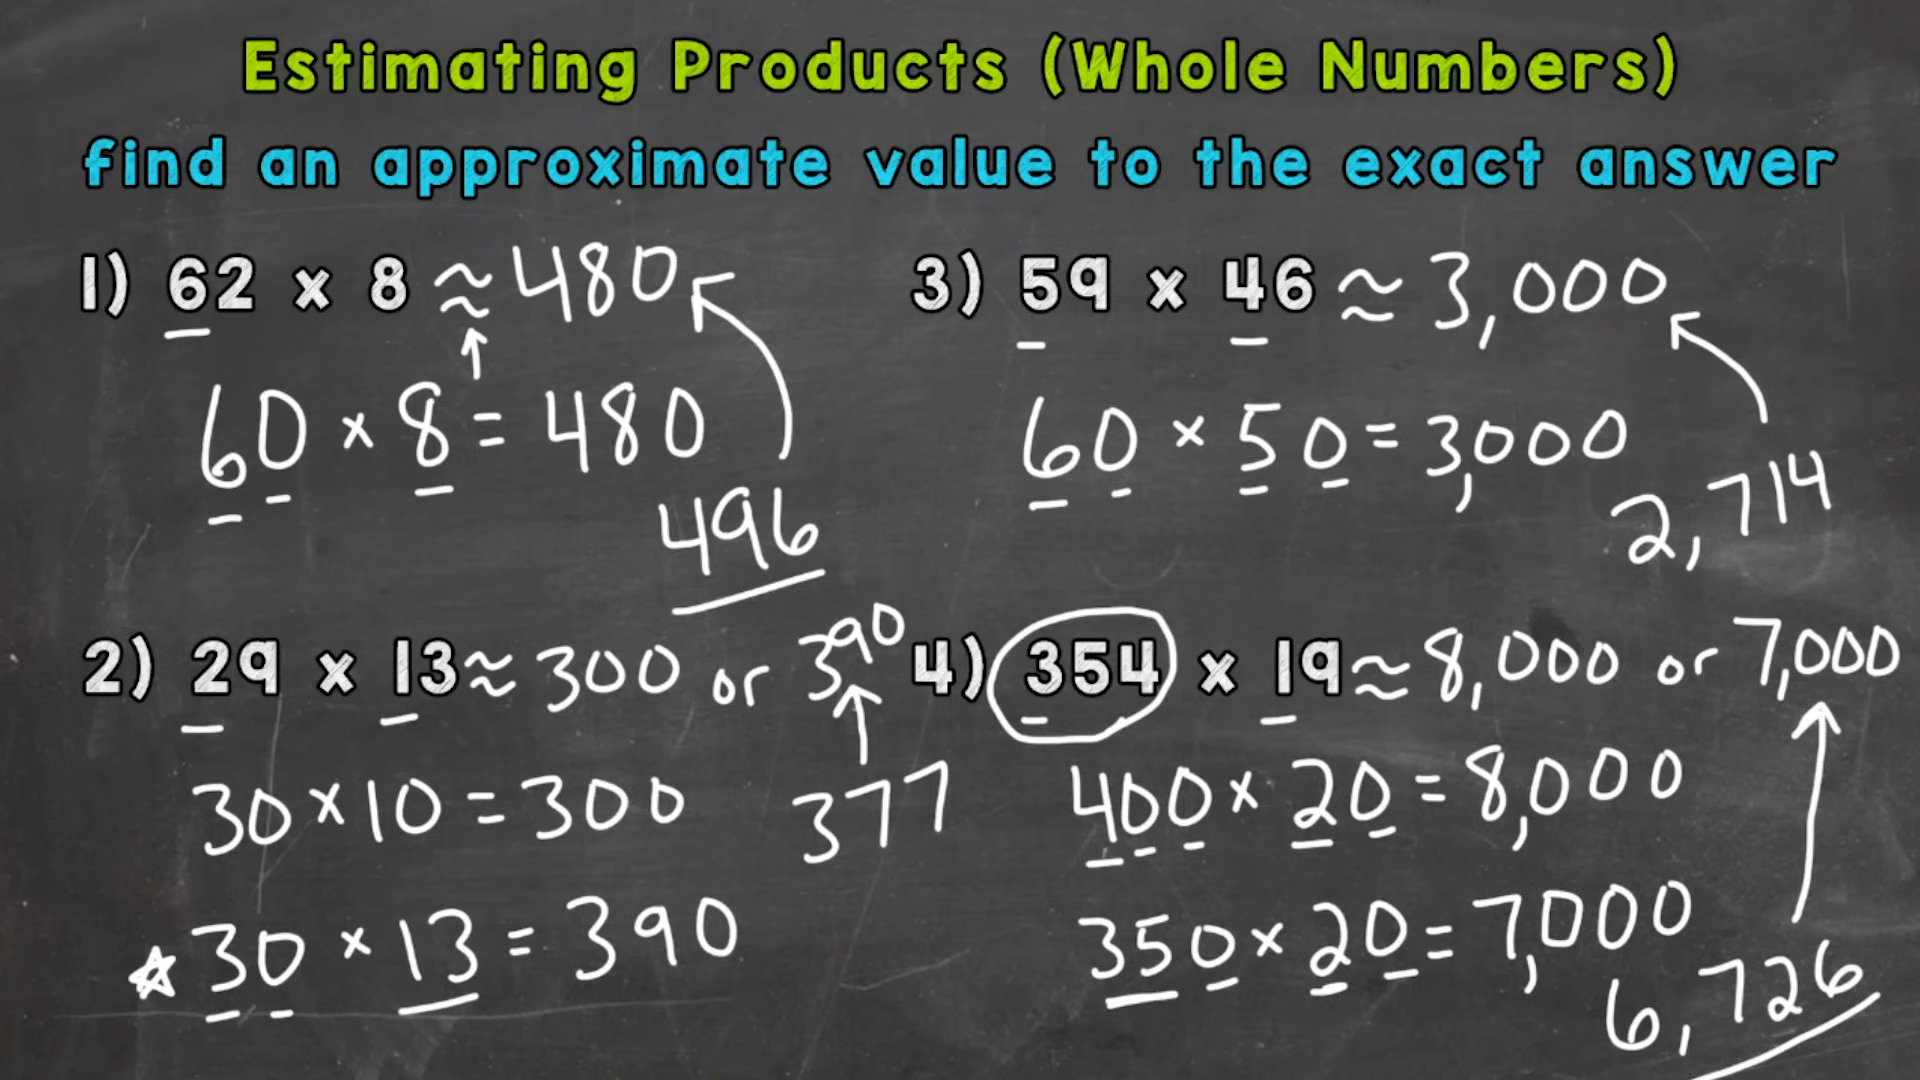 Estimating Products (Whole Numbers)
find an approximate value to the exact answer
1) 62 x 8 ≈ 480
60 × 8 = 480
496
2) 29 x 13 ≈ 300 or 390
30 × 10 = 300
377
30 × 13 = 390
3) 59 x 46 ≈ 3,000
60 × 50 = 3,000
2,714
4) 354 x 19 ≈ 8,000 or 7,000
400 × 20 = 8,000
350 × 20 = 7,000
6,726